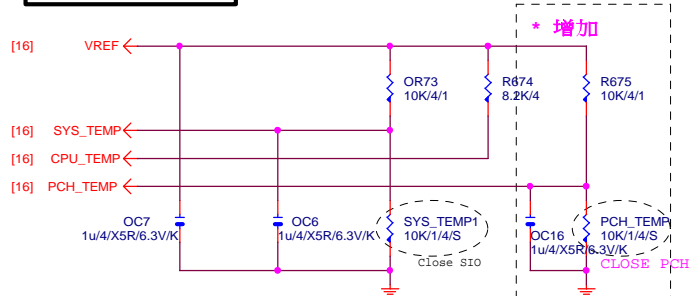 * 增加
[16] VREF
OR73
10K/4/1
R674
8.2K/4
R675
10K/4/1
[16] SYS_TEMP
[16] CPU_TEMP
[16] PCH_TEMP
OC7
1u/4/X5R/6.3V/K
OC6
1u/4/X5R/6.3V/K
SYS_TEMP1
10K/1/4/S
Close SIO
OC16
1u/4/X5R/6.3V/K
PCH_TEMP
10K/1/4/S
CLOSE PCH